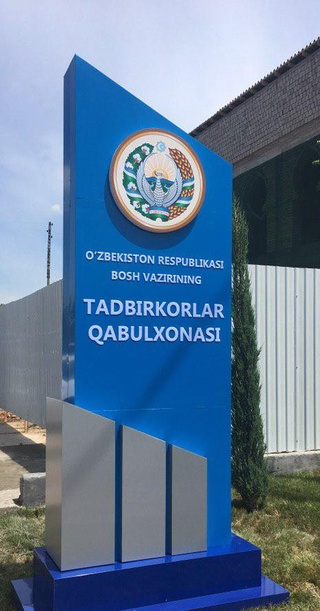 O'ZBEKISTON RESPUBLIKASI
BOSH VAZIRINING
TADBIRKORLAR
QABULXONASI